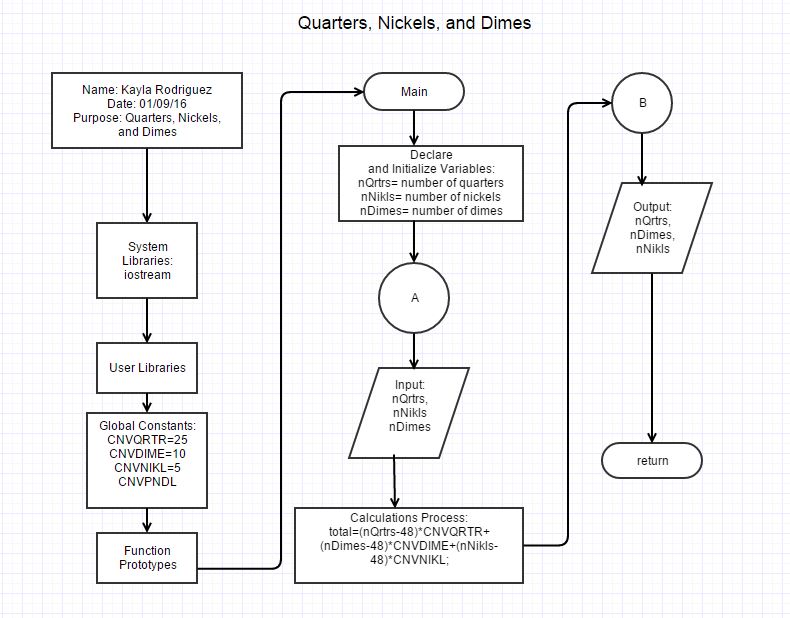 Quarters, Nickels, and Dimes
Name: Kayla Rodriguez
Date: 01/09/16
Purpose: Quarters, Nickels,
and Dimes
System
Libraries:
iostream
User Libraries
Global Constants:
CNVQRTR=25
CNVDIME=10
CNVNIKL=5
CNVPNDL
Function
Prototypes
Main
Declare
and Initialize Variables:
nQrtrs= number of quarters
nNikls= number of nickels
nDimes= number of dimes
A
Input:
nQrtrs,
nNikls
nDimes
Calculations Process:
total=(nQrtrs-48)*CNVQRTR+
(nDimes-48)*CNVDIME+(nNikls-
48)*CNVNIKL;
B
Output:
nQrtrs,
nDimes,
nNikls
return